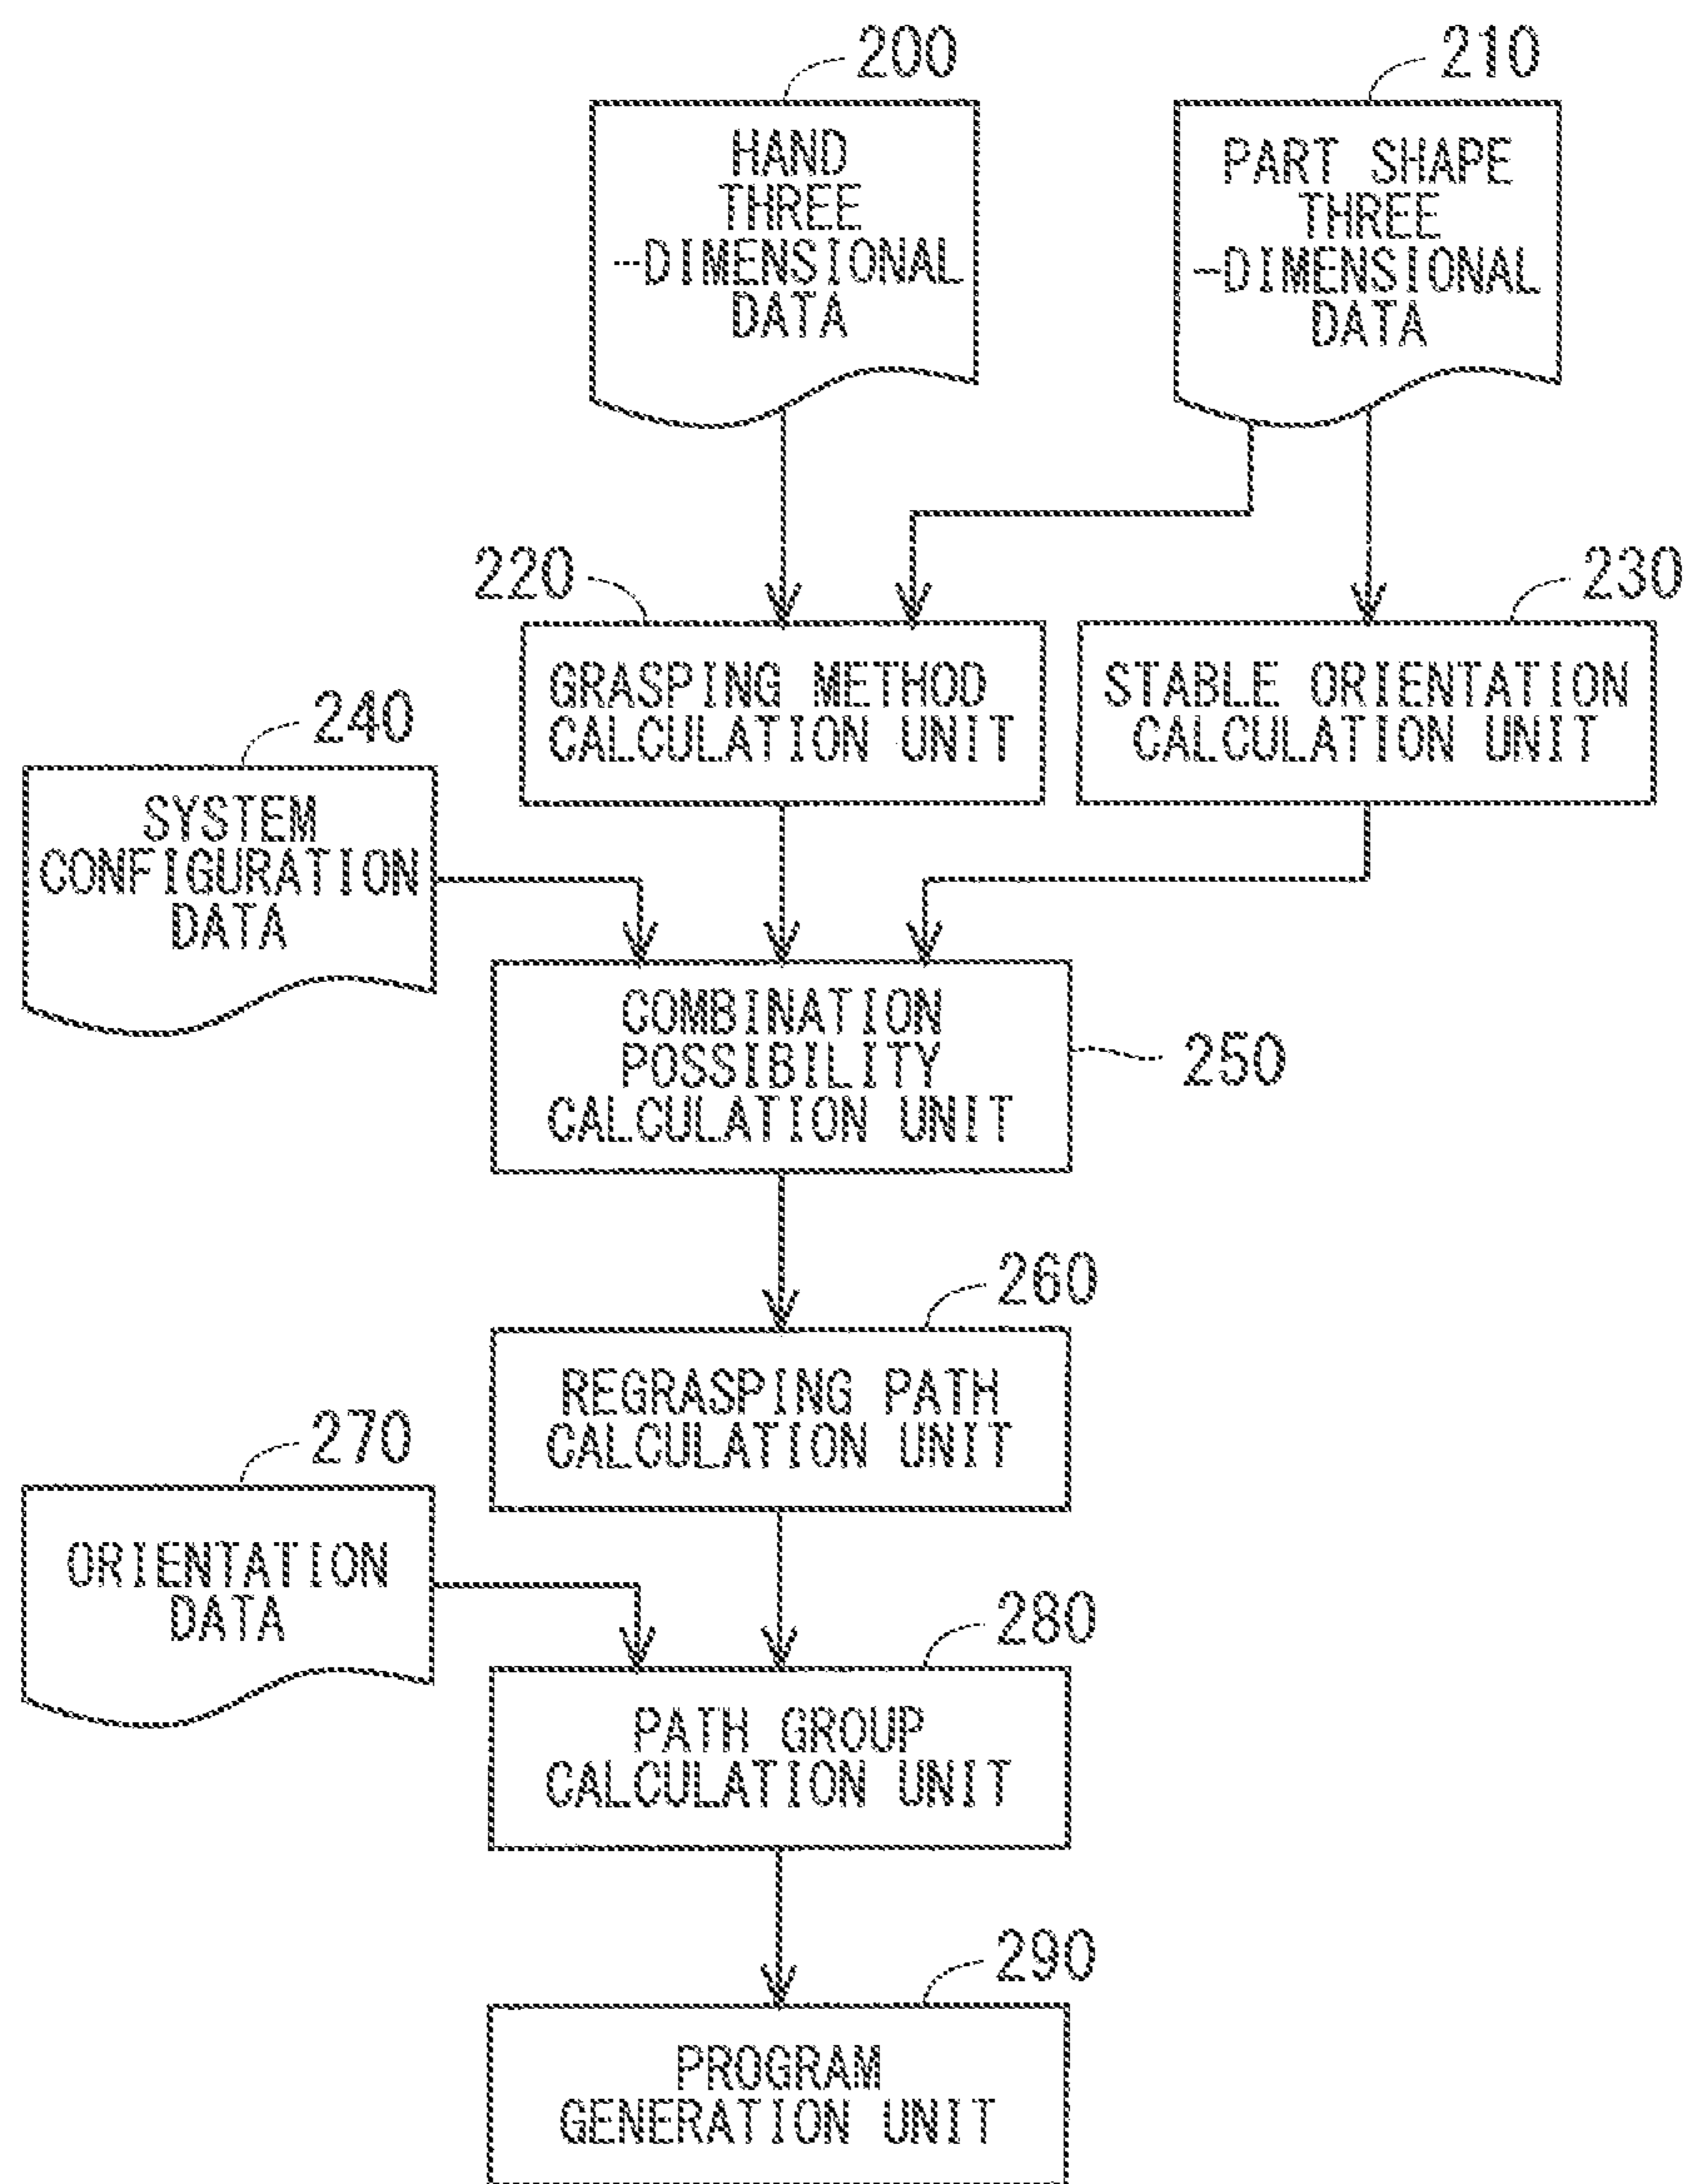 200
HAND
THREE
-DIMENSIONAL
DATA
210
PART SHAPE
THREE
-DIMENSIONAL
DATA
220
GRASPING METHOD
CALCULATION UNIT
230
STABLE ORIENTATION
CALCULATION UNIT
240
SYSTEM
CONFIGURATION
DATA
COMBINATION
POSSIBILITY
CALCULATION UNIT
250
260
REGRASPING PATH
CALCULATION UNIT
270
ORIENTATION
DATA
280
PATH GROUP
CALCULATION UNIT
290
PROGRAM
GENERATION UNIT